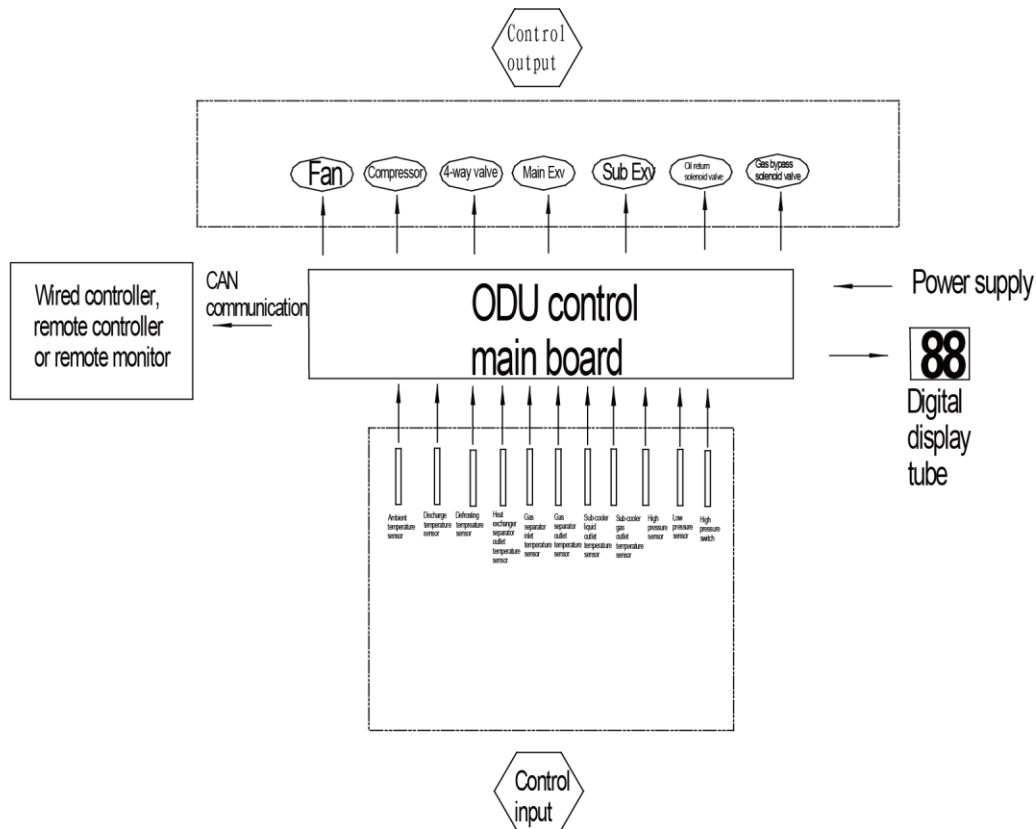 Control
output
Fan
Compressor
4-way valve
Main Exv
Sub Exv
Oil return
solenoid valve
Gas bypass
solenoid valve
Wired controller,
remote controller
or remote monitor
CAN
communication
ODU control
main board
Power supply
88
Digital
display
tube
Ambient
temperature
sensor
Discharge
temperature
sensor
Defrosting
tempreature
sensor
Heat
exchanger
separator
outlet
temperature
sensor
Gas
separator
inlet
temperature
sensor
Gas
separator
outlet
temperature
sensor
Sub-cooler
liquid
outlet
temperature
sensor
Sub-cooler
gas
outlet
temperature
sensor
High
pressure
sensor
Low
pressure
sensor
High
pressure
switch
Control
input